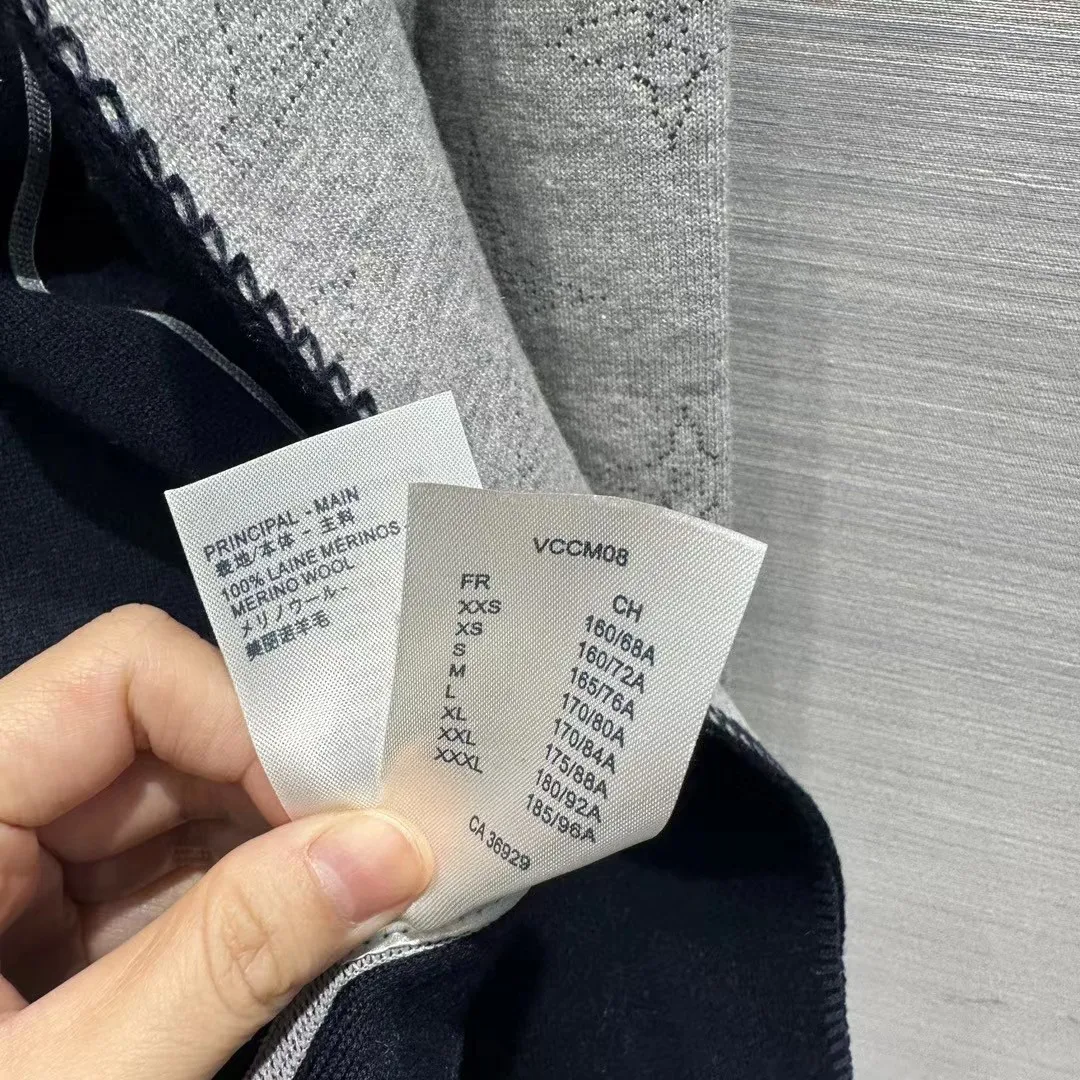 PRINCIPAL - MAIN
表地/本体 - 主料
100% LAINE MERINOS
MERINO WOOL
メリノウール-
美丽诺羊毛
VCCM08
FR
XXS
XS
S
M
L
XL
XXL
XXXL
CH
160/68A
160/72A
165/76A
170/80A
170/84A
175/88A
180/92A
185/96A
CA 36929